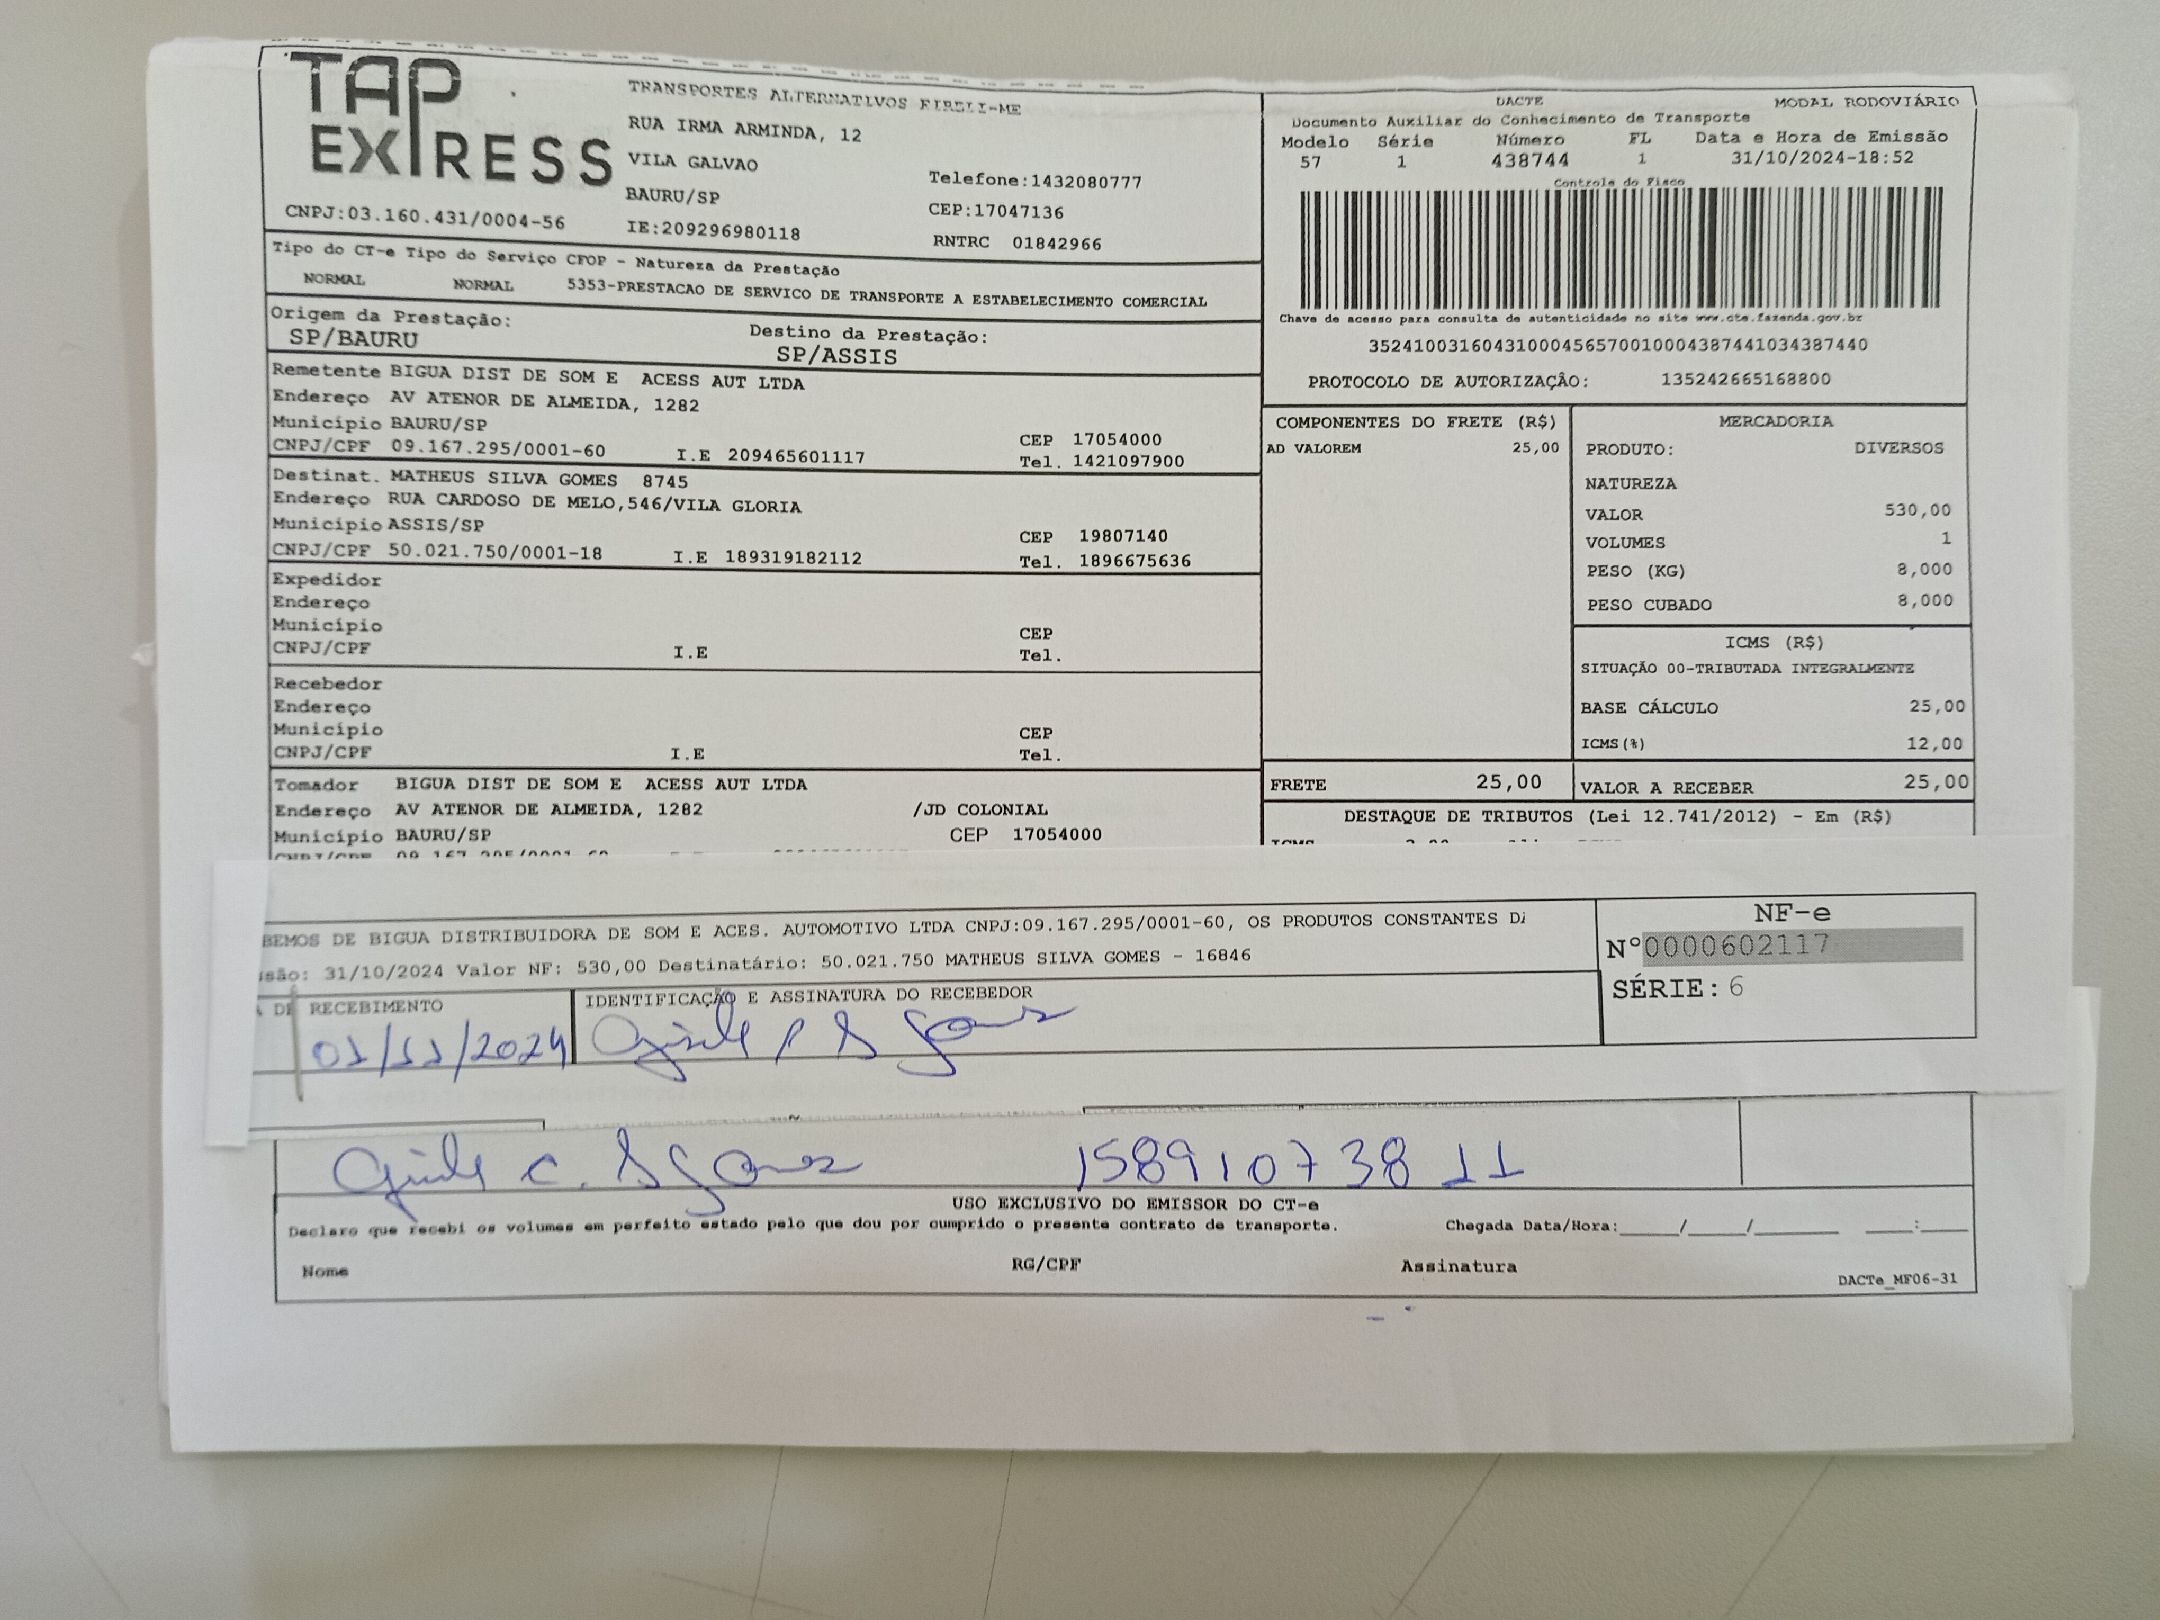 TAP EXPRESS
TRANSPORTES ALTERNATIVOS EIRELI-ME
RUA IRMA ARMINDA, 12
VILA GALVAO
BAURU/SP
IE:209296980118
Telefone:1432080777
CEP:17047136
RNTRC 01842966
CNPJ:03.160.431/0004-56
DACTE MODAL RODOVIÁRIO
Documento Auxiliar do Conhecimento de Transporte
Modelo Série Número FL Data e Hora de Emissão
57 1 438744 1 31/10/2024-18:52
Controle do Fisco
Chave de acesso para consulta de autenticidade no site www.cte.fazenda.gov.br
35241003160431000456570010004387441034387440
PROTOCOLO DE AUTORIZAÇÂO: 135242665168800
Tipo do CT-e Tipo do Serviço CFOP - Natureza da Prestação
NORMAL NORMAL 5353-PRESTACAO DE SERVICO DE TRANSPORTE A ESTABELECIMENTO COMERCIAL
Origem da Prestação: Destino da Prestação:
SP/BAURU SP/ASSIS
Remetente BIGUA DIST DE SOM E ACESS AUT LTDA
Endereço AV ATENOR DE ALMEIDA, 1282
Município BAURU/SP CEP 17054000
CNPJ/CPF 09.167.295/0001-60 I.E 209465601117 Tel. 1421097900
Destinat. MATHEUS SILVA GOMES 8745
Endereço RUA CARDOSO DE MELO,546/VILA GLORIA
Município ASSIS/SP CEP 19807140
CNPJ/CPF 50.021.750/0001-18 I.E 189319182112 Tel. 1896675636
Expedidor
Endereço
Município CEP
CNPJ/CPF I.E Tel.
Recebedor
Endereço
Município CEP
CNPJ/CPF I.E Tel.
Tomador BIGUA DIST DE SOM E ACESS AUT LTDA
Endereço AV ATENOR DE ALMEIDA, 1282 /JD COLONIAL
Município BAURU/SP CEP 17054000
CNPJ/CPF 09.167.295/0001-60
COMPONENTES DO FRETE (R$)
AD VALOREM 25,00
MERCADORIA
PRODUTO: DIVERSOS
NATUREZA
VALOR 530,00
VOLUMES 1
PESO (KG) 8,000
PESO CUBADO 8,000
ICMS (R$)
SITUAÇÃO 00-TRIBUTADA INTEGRALMENTE
BASE CÁLCULO 25,00
ICMS(%) 12,00
FRETE 25,00 VALOR A RECEBER 25,00
DESTAQUE DE TRIBUTOS (Lei 12.741/2012) - Em (R$)
ICMS
BEMOS DE BIGUA DISTRIBUIDORA DE SOM E ACES. AUTOMOTIVO LTDA CNPJ:09.167.295/0001-60, OS PRODUTOS CONSTANTES DA
ssão: 31/10/2024 Valor NF: 530,00 Destinatário: 50.021.750 MATHEUS SILVA GOMES - 16846
NF-e
N°0000602117
SÉRIE: 6
A DE RECEBIMENTO IDENTIFICAÇÃO E ASSINATURA DO RECEBEDOR
01/11/2024
15891073811
USO EXCLUSIVO DO EMISSOR DO CT-e
Declaro que recebi os volumes em perfeito estado pelo que dou por cumprido o presente contrato de transporte. Chegada Data/Hora:____/____/______ ___:___
Nome RG/CPF Assinatura
DACTe_MF06-31